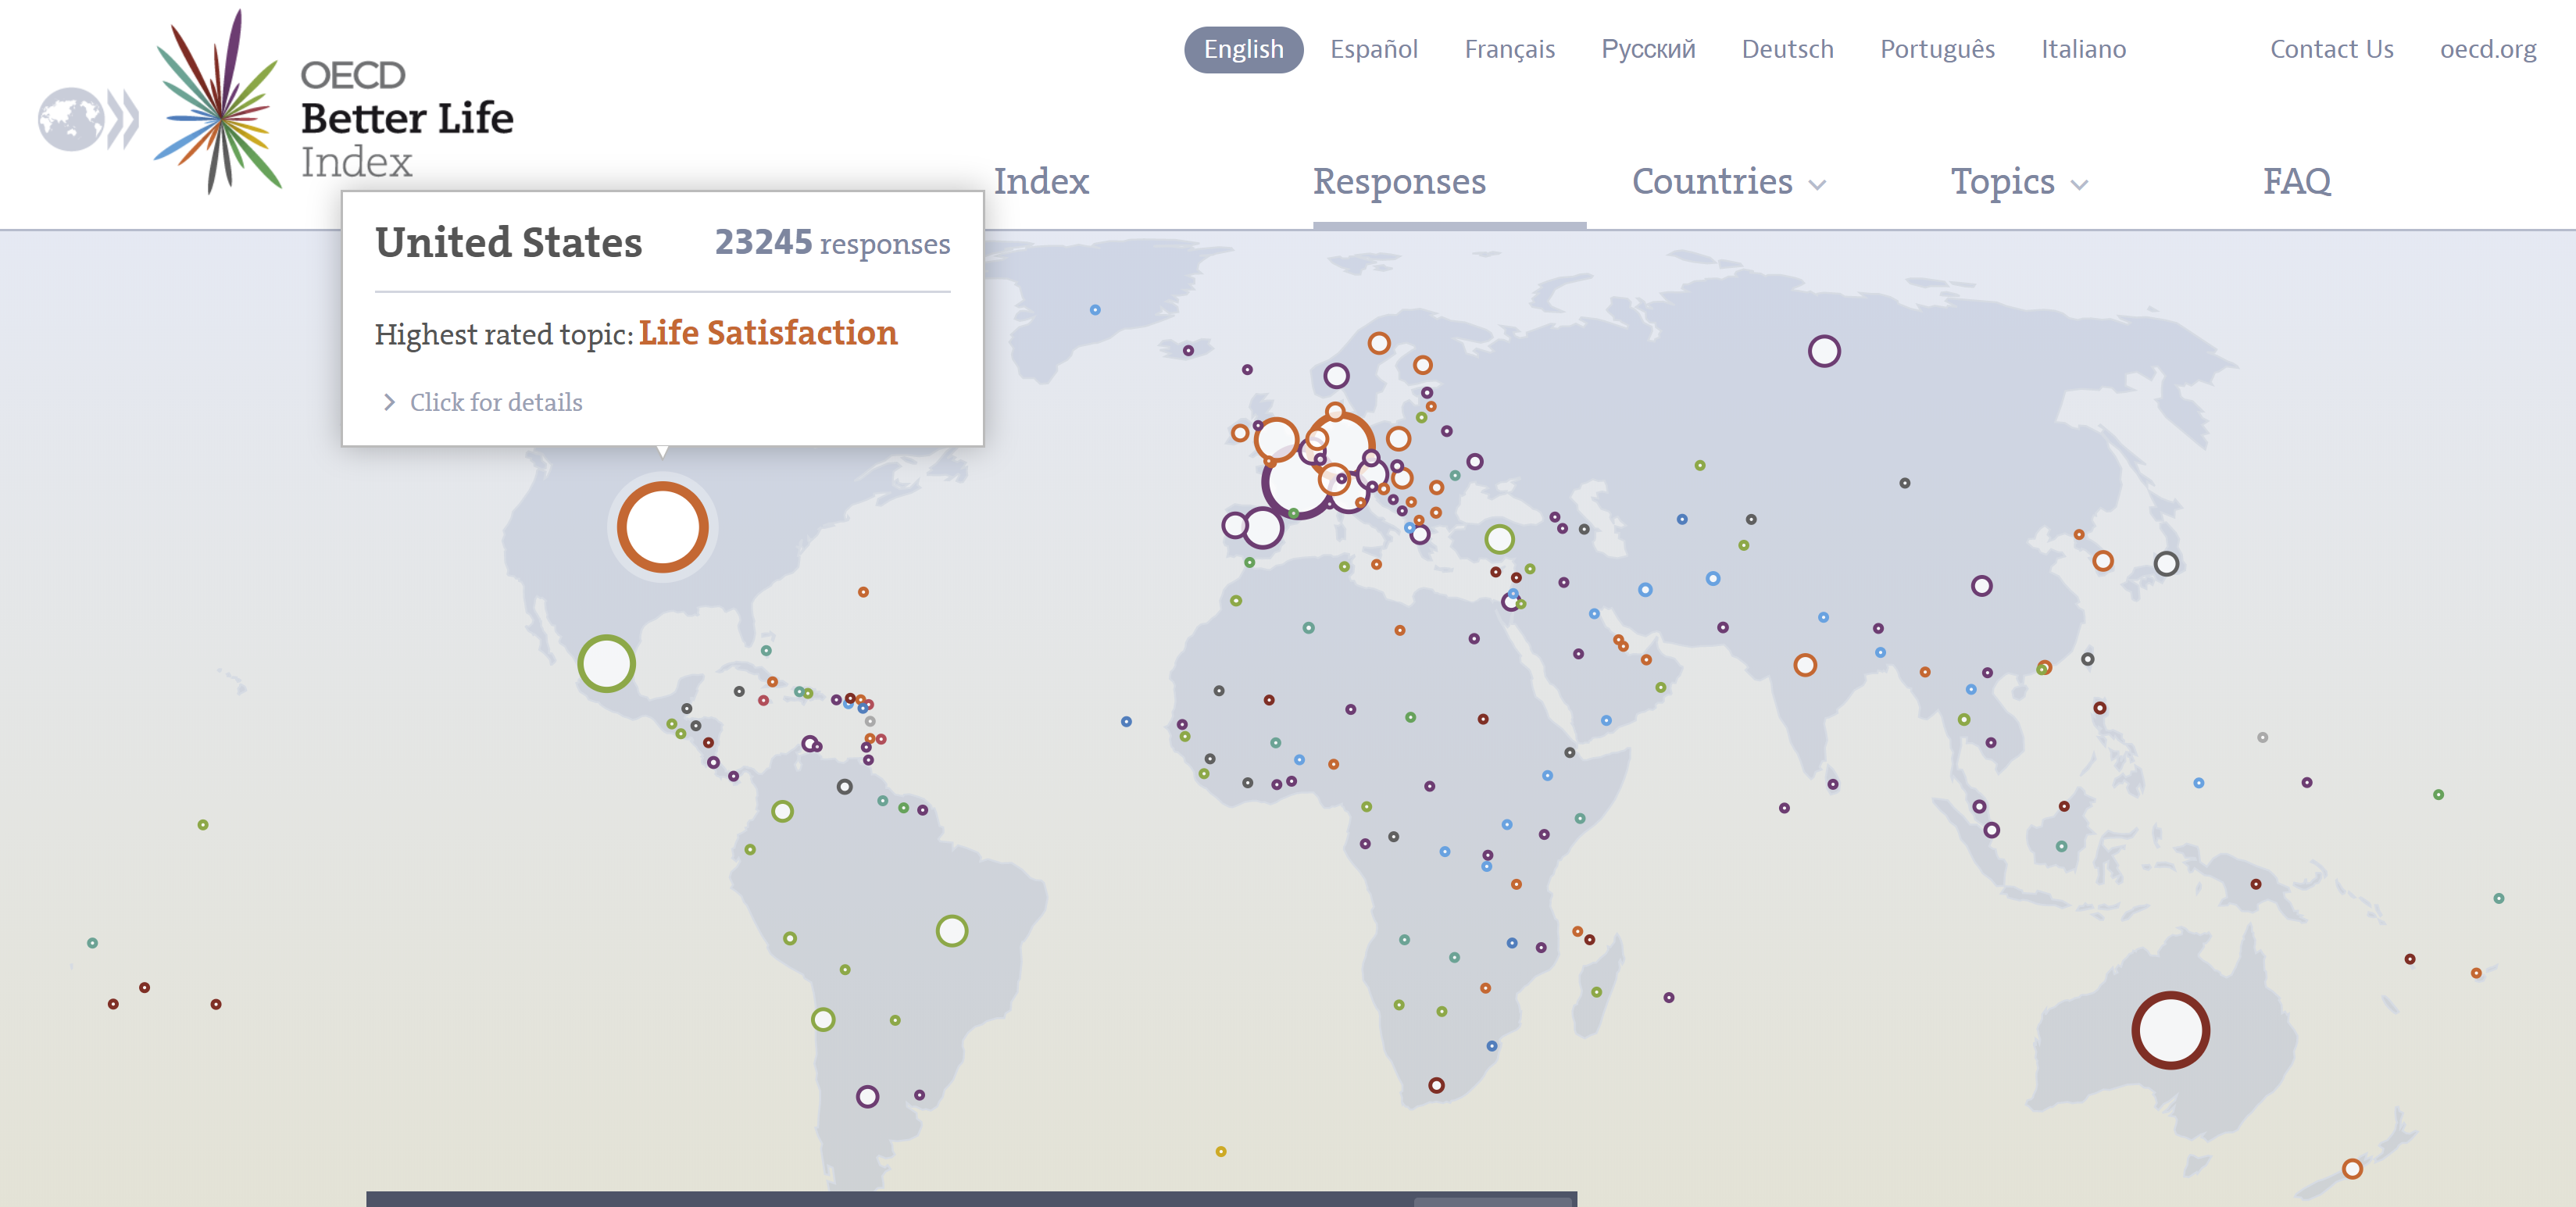 English Español Français Русский Deutsch Português Italiano Contact Us oecd.org
OECD
Better Life
Index
Index Responses Countries Topics FAQ
United States 23245 responses
Highest rated topic: Life Satisfaction
Click for details